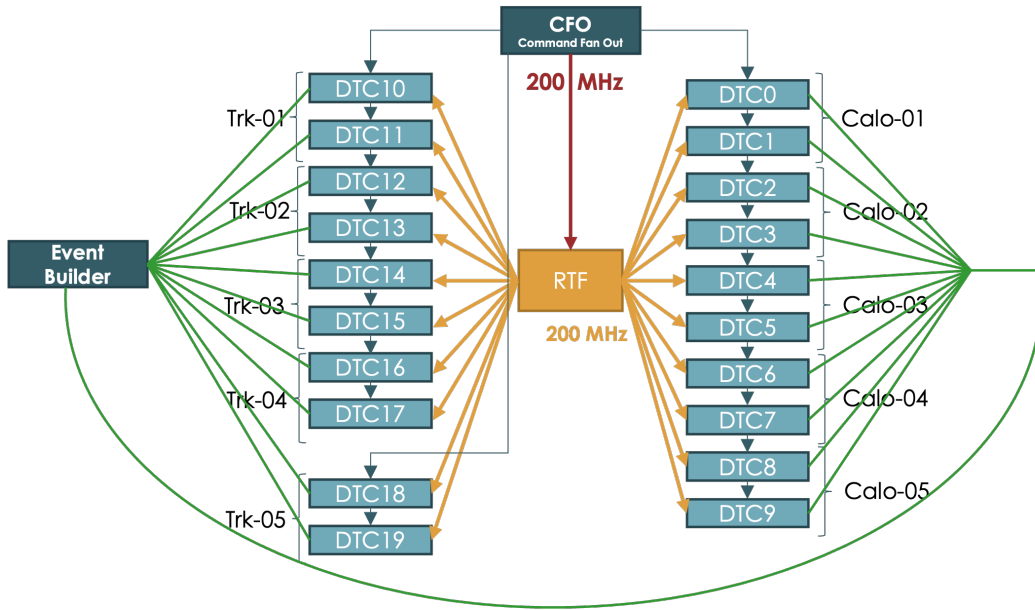 CFO
Command Fan Out
200 MHz
DTC10
DTC11
DTC12
DTC13
DTC14
DTC15
DTC16
DTC17
DTC18
DTC19
Trk-01
Trk-02
Trk-03
Trk-04
Trk-05
Event
Builder
RTF
200 MHz
DTC0
DTC1
DTC2
DTC3
DTC4
DTC5
DTC6
DTC7
DTC8
DTC9
Calo-01
Calo-02
Calo-03
Calo-04
Calo-05